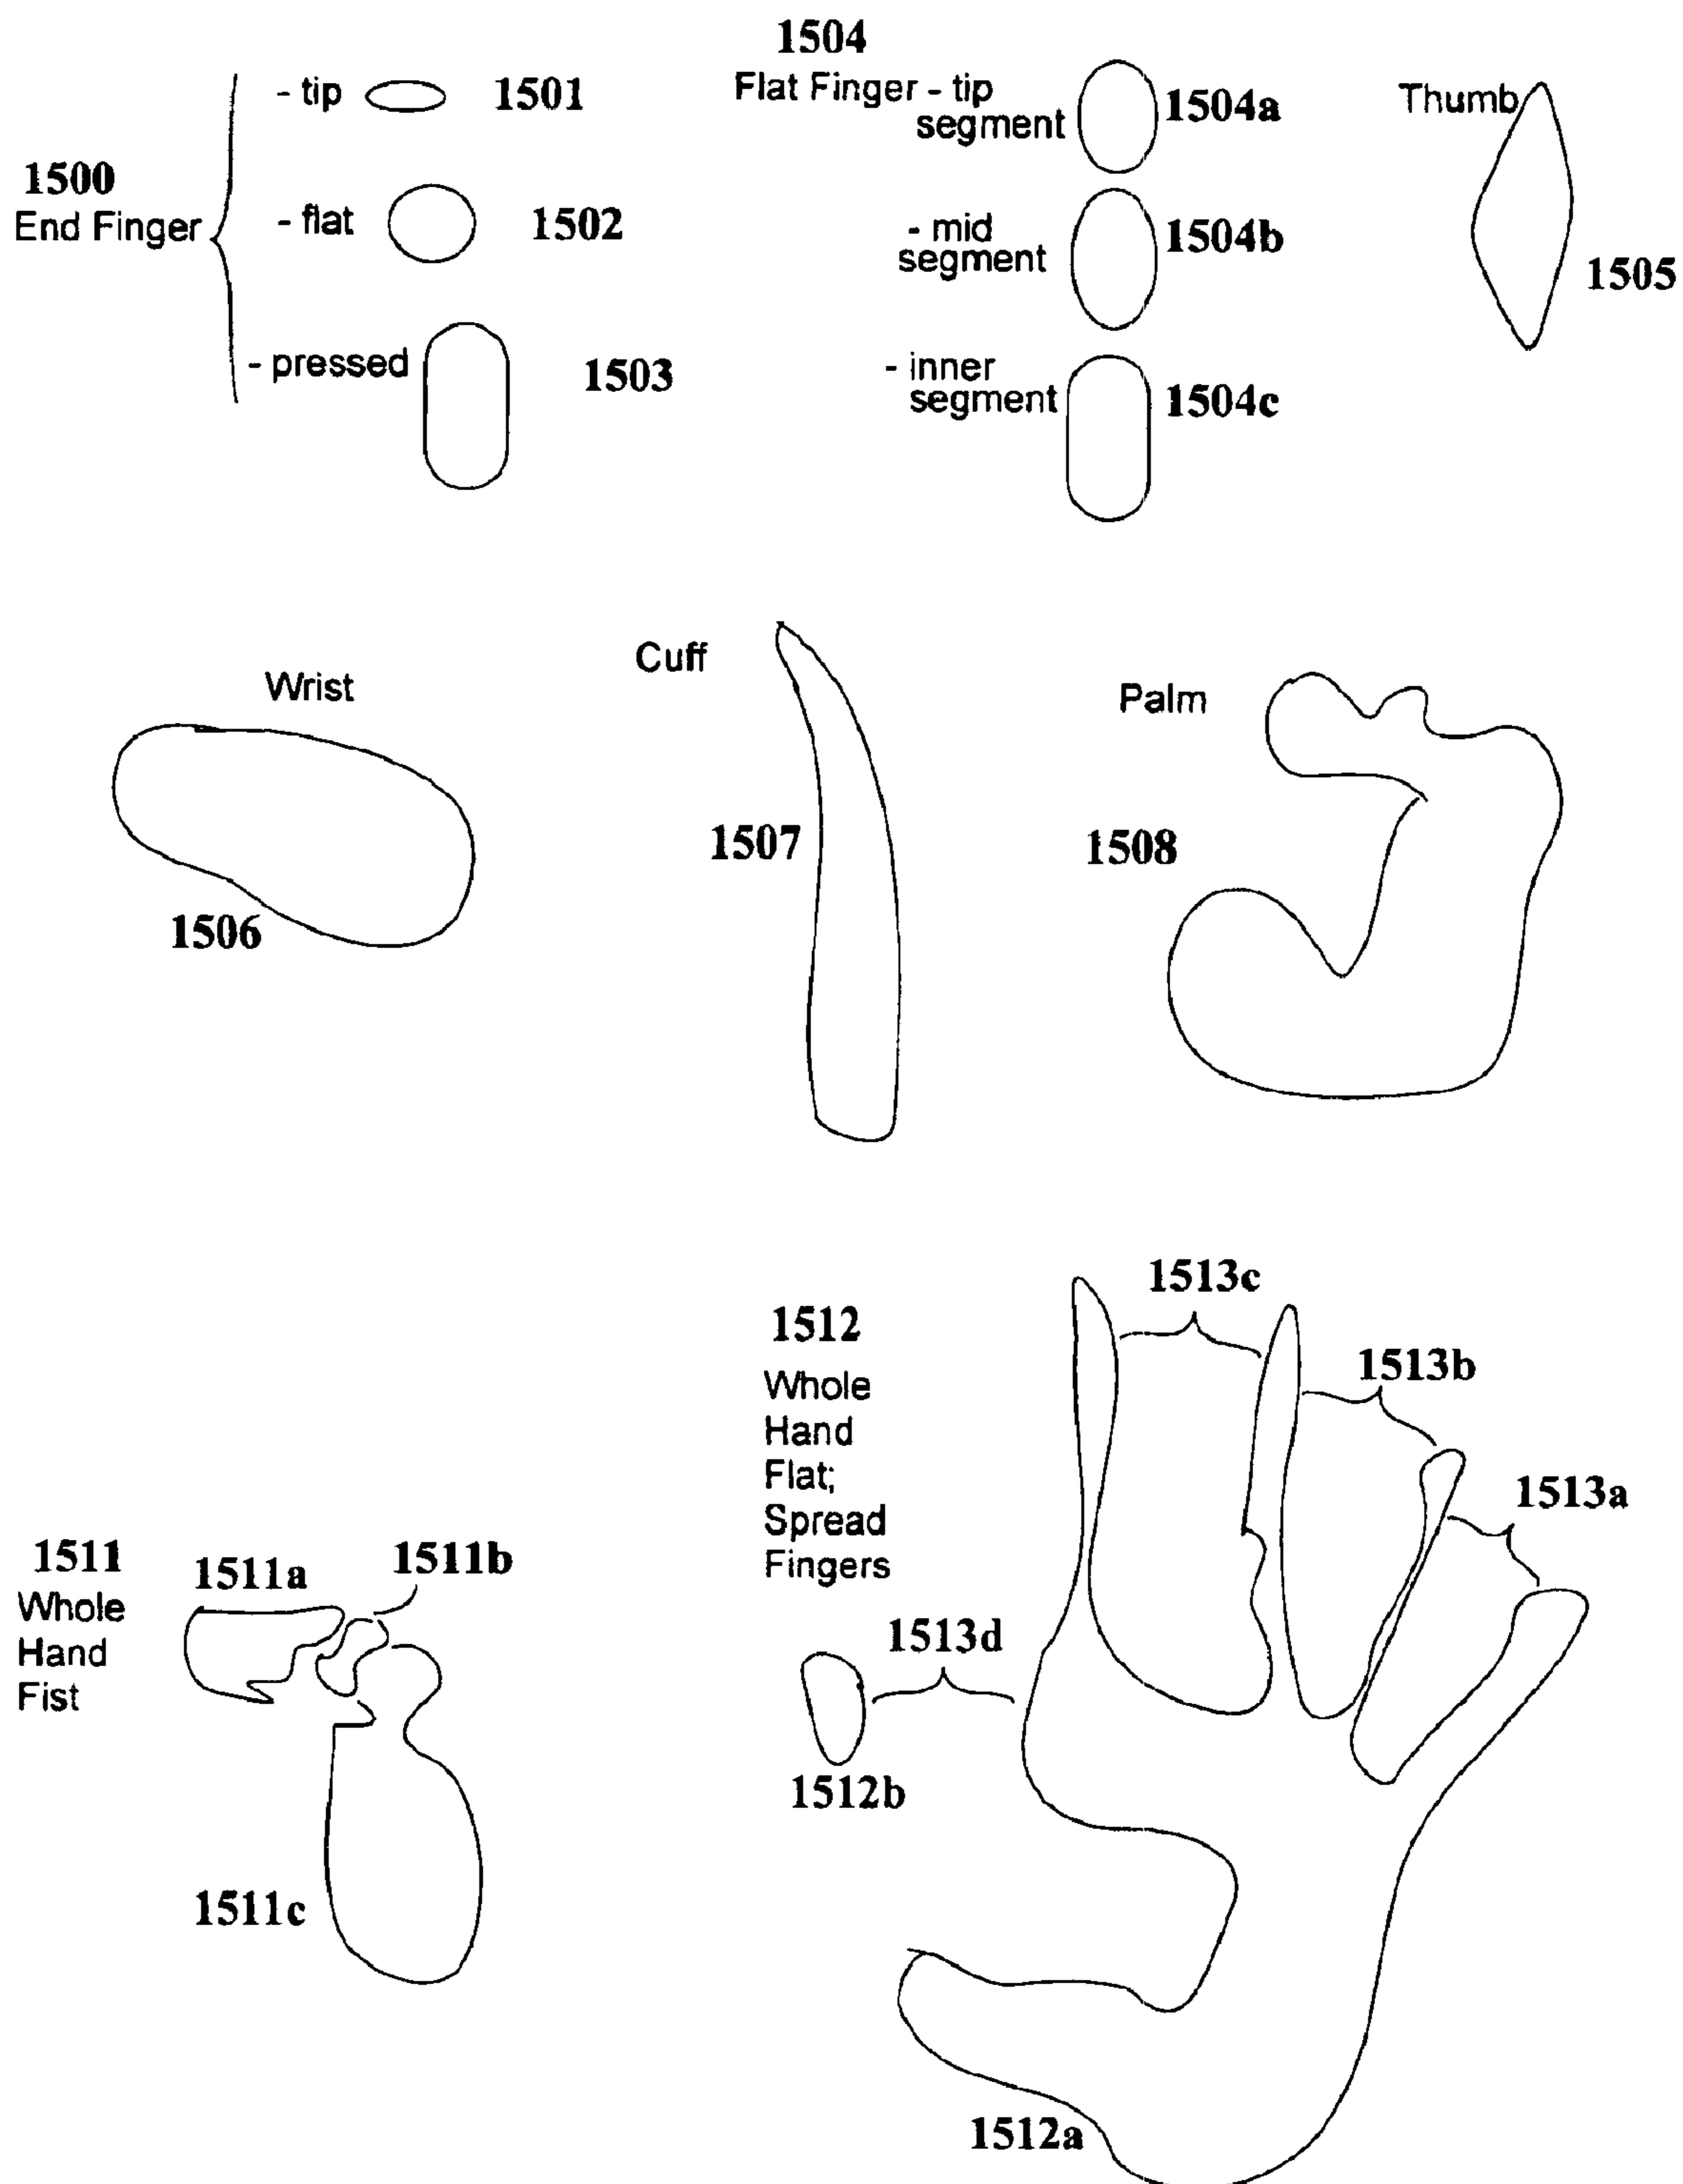 1500
End Finger
- tip 1501
- flat 1502
- pressed 1503
1504
Flat Finger - tip
segment 1504a
- mid
segment 1504b
- inner
segment 1504c
Thumb
1505
Wrist
1506
Cuff
1507
Palm
1508
1511
Whole
Hand
Fist
1511a
1511b
1511c
1512
Whole
Hand
Flat;
Spread
Fingers
1513c
1513b
1513a
1513d
1512b
1512a